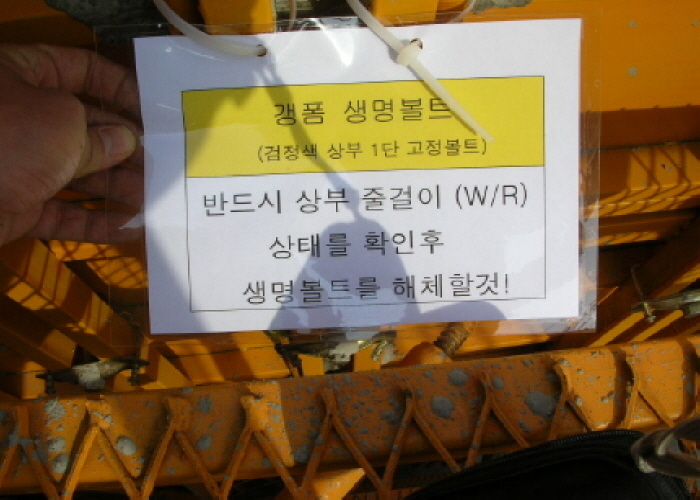 갱폼 생명볼트
(검정색 상부 1단 고정볼트)
반드시 상부 줄걸이 (W/R)
상태를 확인후
생명볼트를 해체할것!